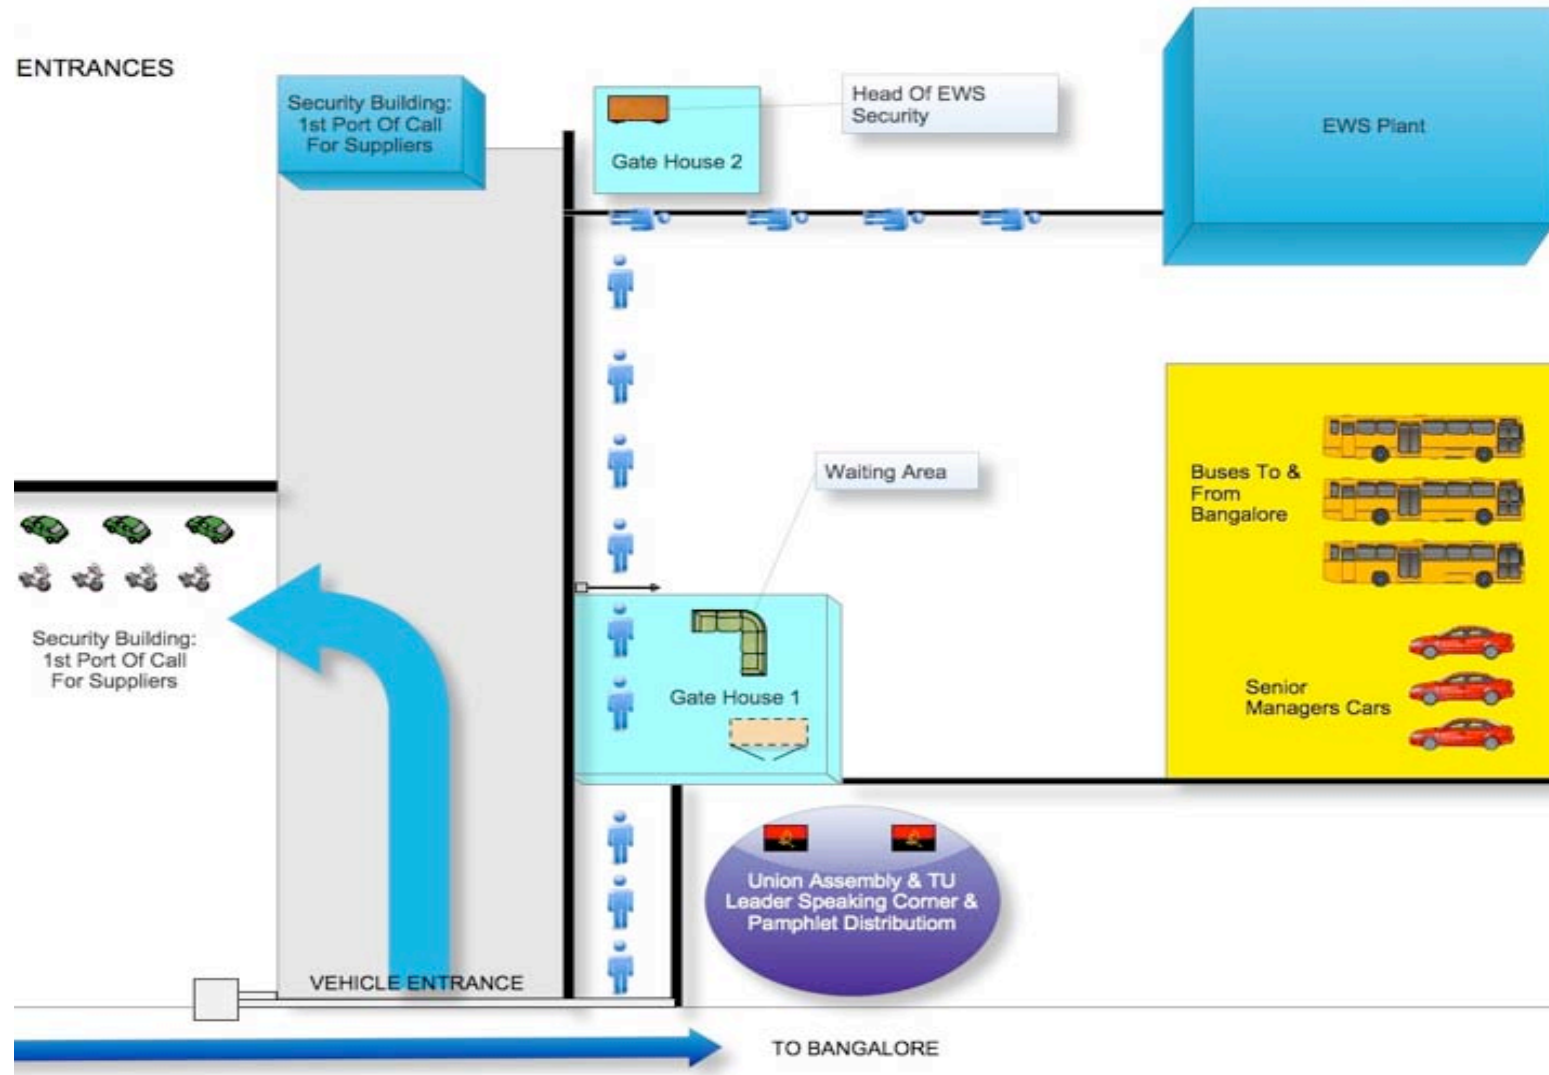 ENTRANCES
Security Building:
1st Port Of Call
For Suppliers
Head Of EWS
Security
Gate House 2
EWS Plant
Waiting Area
Buses To &
From
Bangalore
Security Building:
1st Port Of Call
For Suppliers
Gate House 1
Senior
Managers Cars
Union Assembly & TU
Leader Speaking Corner &
Pamphlet Distributiom
VEHICLE ENTRANCE
TO BANGALORE